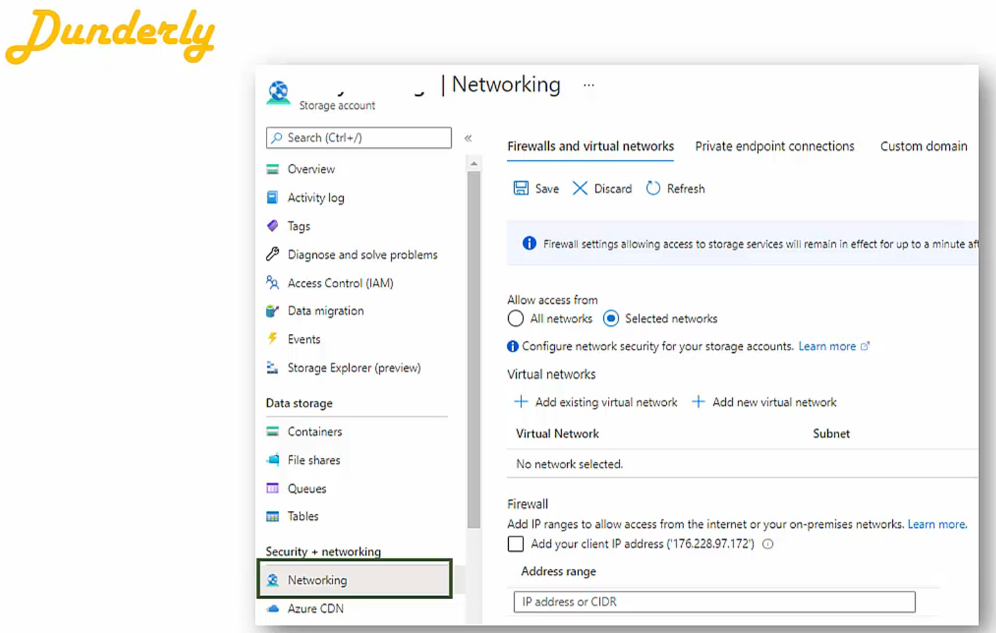 Dunderly
| Networking ...
Storage account
Search (Ctrl+/)
«
Overview
Activity log
Tags
Diagnose and solve problems
Access Control (IAM)
Data migration
Events
Storage Explorer (preview)
Data storage
Containers
File shares
Queues
Tables
Security + networking
Networking
Azure CDN
Firewalls and virtual networks Private endpoint connections Custom domain
Save Discard Refresh
Firewall settings allowing access to storage services will remain in effect for up to a minute
Allow access from
All networks Selected networks
Configure network security for your storage accounts. Learn more
Virtual networks
+ Add existing virtual network + Add new virtual network
Virtual Network Subnet
No network selected.
Firewall
Add IP ranges to allow access from the internet or your on-premises networks. Learn more.
Add your client IP address ('176.228.97.172')
Address range
IP address or CIDR